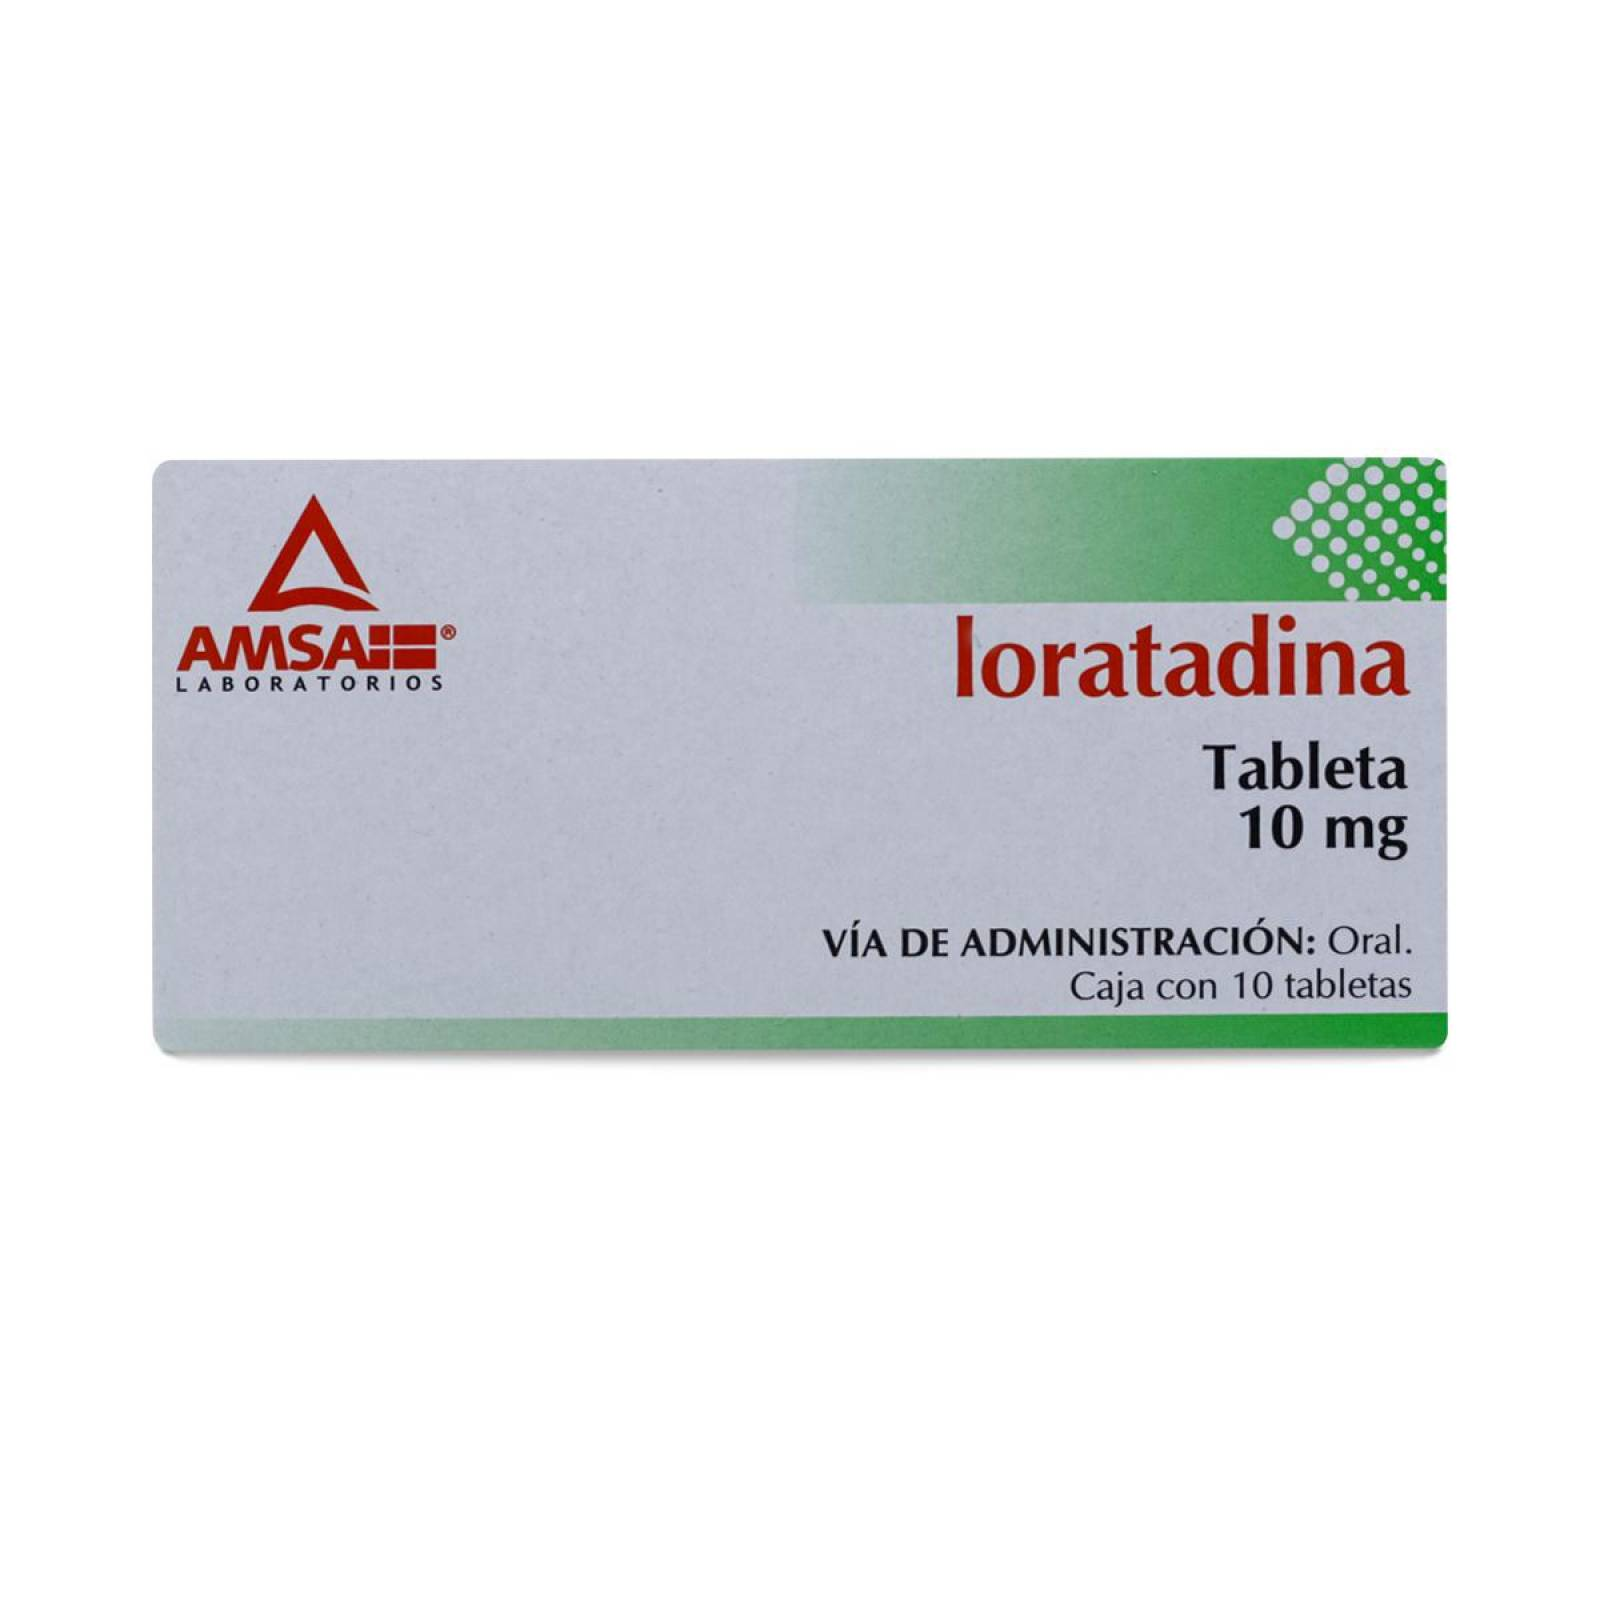 AMSA®
LABORATORIOS
loratadina
Tableta
10 mg
VÍA DE ADMINISTRACIÓN: Oral.
Caja con 10 tabletas